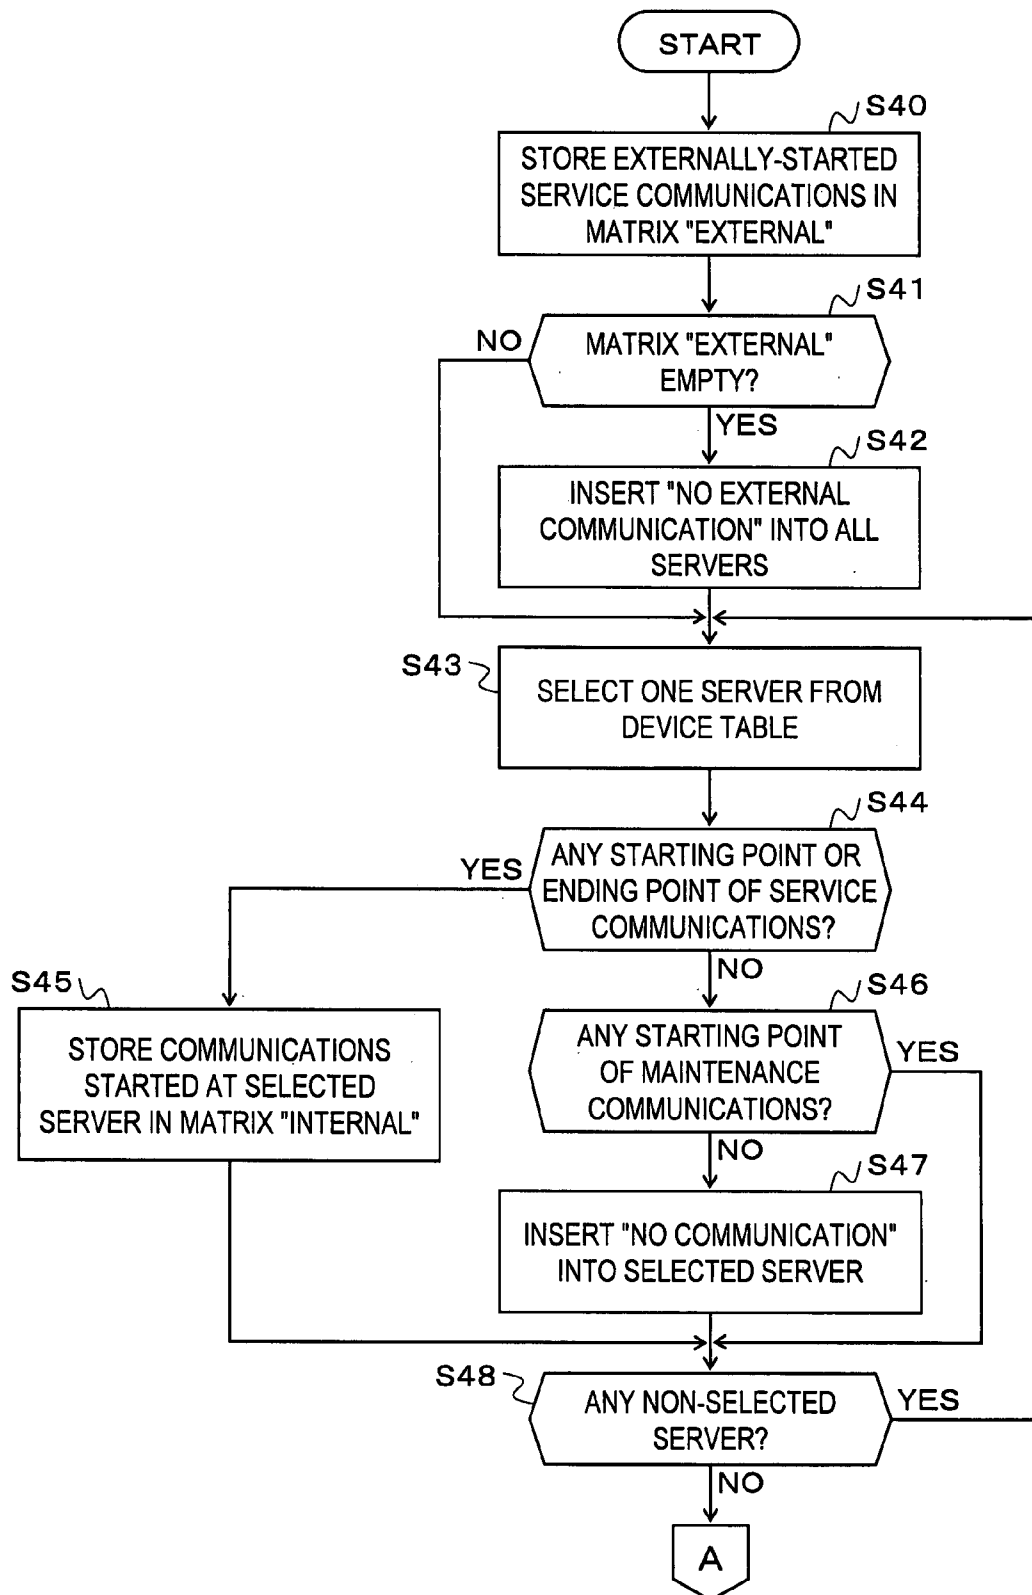 START
S40
STORE EXTERNALLY-STARTED
SERVICE COMMUNICATIONS IN
MATRIX "EXTERNAL"
S41
NO
MATRIX "EXTERNAL"
EMPTY?
YES
S42
INSERT "NO EXTERNAL
COMMUNICATION" INTO ALL
SERVERS
S43
SELECT ONE SERVER FROM
DEVICE TABLE
S44
YES
ANY STARTING POINT OR
ENDING POINT OF SERVICE
COMMUNICATIONS?
NO
S45
STORE COMMUNICATIONS
STARTED AT SELECTED
SERVER IN MATRIX "INTERNAL"
S46
ANY STARTING POINT
OF MAINTENANCE
COMMUNICATIONS?
YES
NO
S47
INSERT "NO COMMUNICATION"
INTO SELECTED SERVER
S48
ANY NON-SELECTED
SERVER?
YES
NO
A